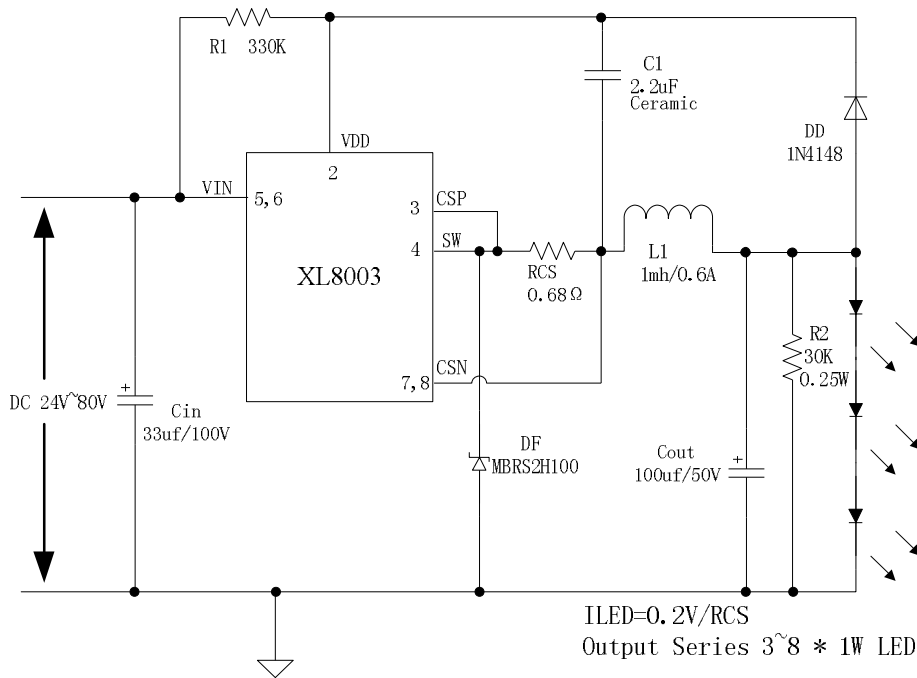 R1 330K
C1
2.2uF
Ceramic
VDD
2
DD
1N4148
VIN
5,6
3
CSP
4
SW
XL8003
RCS
0.68Ω
L1
1mh/0.6A
CSN
7,8
R2
30K
0.25W
DC 24V~80V
Cin
33uf/100V
DF
MBRS2H100
Cout
100uf/50V
ILED=0.2V/RCS
Output Series 3~8 * 1W LED